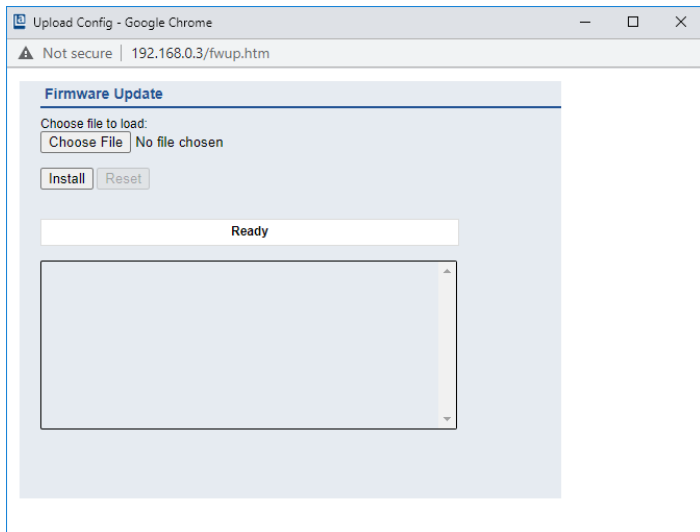 Upload Config - Google Chrome
Not secure | 192.168.0.3/fwup.htm
Firmware Update
Choose file to load:
Choose File No file chosen
Install Reset
Ready